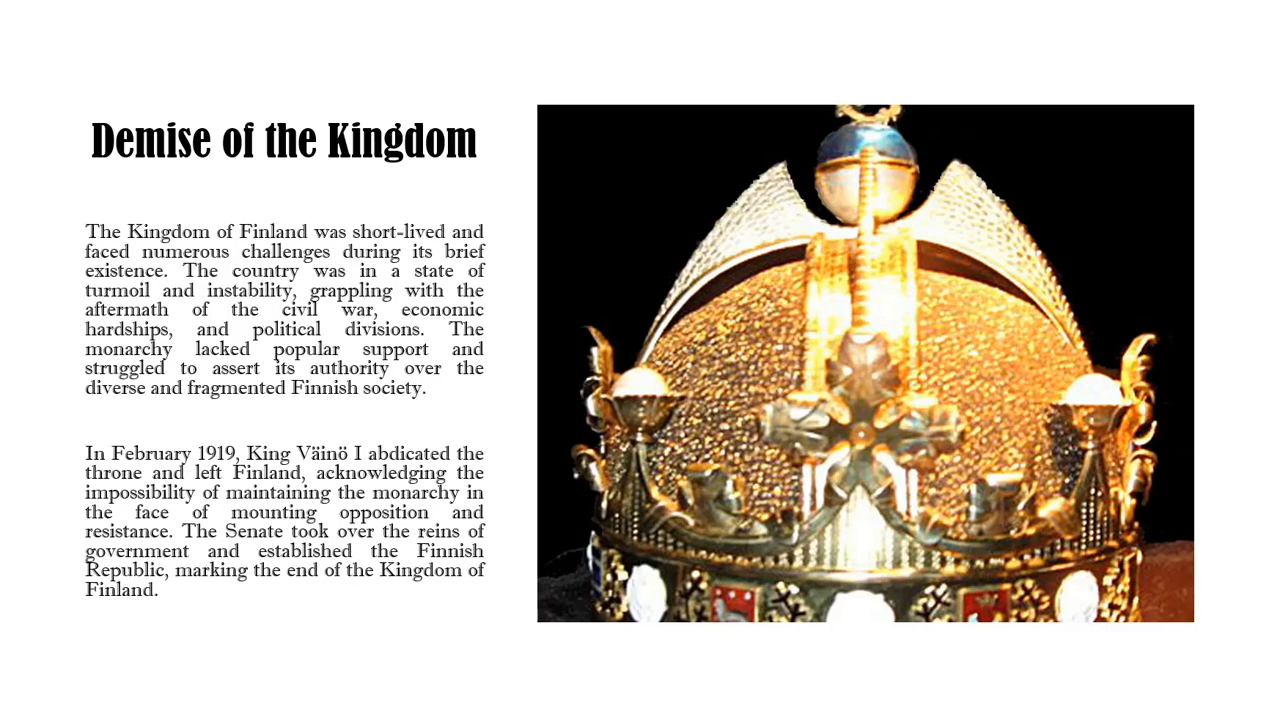 Demise of the Kingdom
The Kingdom of Finland was short-lived and
faced numerous challenges during its brief
existence. The country was in a state of
turmoil and instability, grappling with the
aftermath of the civil war, economic
hardships, and political divisions. The
monarchy lacked popular support and
struggled to assert its authority over the
diverse and fragmented Finnish society.
In February 1919, King Väinö I abdicated the
throne and left Finland, acknowledging the
impossibility of maintaining the monarchy in
the face of mounting opposition and
resistance. The Senate took over the reins of
government and established the Finnish
Republic, marking the end of the Kingdom of
Finland.